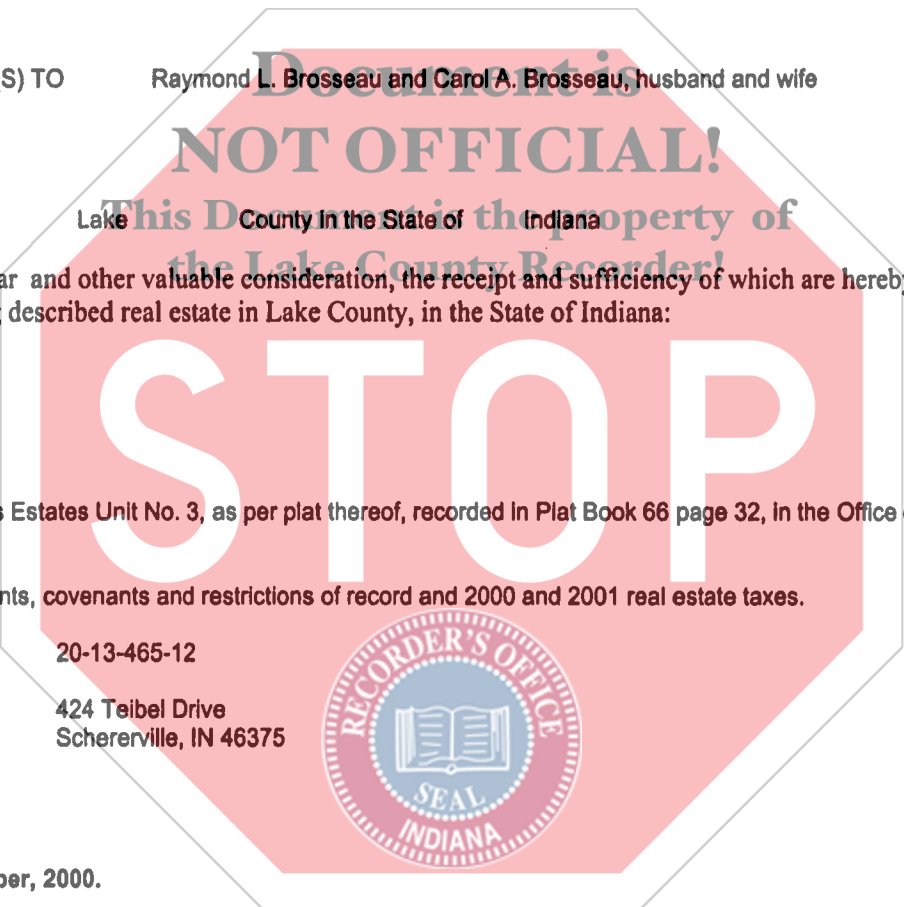 Document is
(S) TO Raymond L. Brosseau and Carol A. Brosseau, husband and wife
NOT OFFICIAL!
This Document is the property of
Lake County in the State of Indiana
the Lake County Recorder!
ar and other valuable consideration, the receipt and sufficiency of which are hereby
described real estate in Lake County, in the State of Indiana:
STOP
s Estates Unit No. 3, as per plat thereof, recorded in Plat Book 66 page 32, in the Office
nts, covenants and restrictions of record and 2000 and 2001 real estate taxes.
20-13-465-12
424 Teibel Drive
Schererville, IN 46375
RECORDER'S OFFICE
SEAL
INDIANA
ber, 2000.